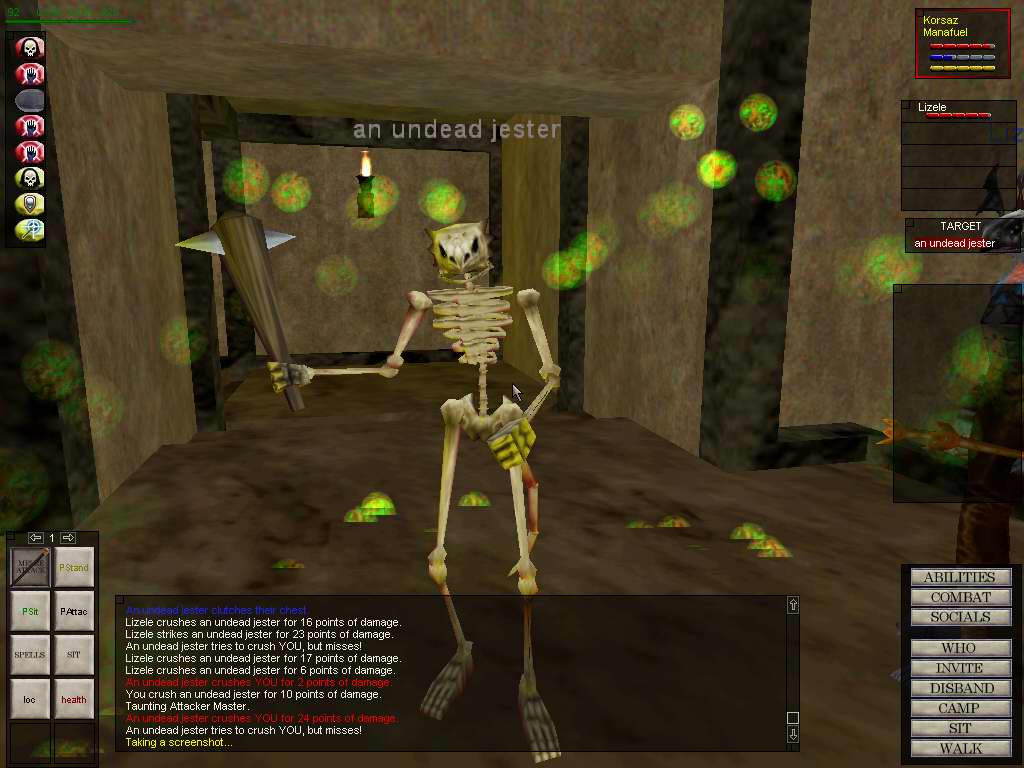 92
Korsaz
Manafuel
Lizele
an undead jester
TARGET
an undead jester
1
MELEE
ATTACK
PStand
PSit
PAttac
SPELLS
SIT
loc
health
An undead jester clutches their chest.
Lizele crushes an undead jester for 16 points of damage.
Lizele strikes an undead jester for 23 points of damage.
An undead jester tries to crush YOU, but misses!
Lizele crushes an undead jester for 17 points of damage.
Lizele crushes an undead jester for 6 points of damage.
An undead jester crushes YOU for 2 points of damage.
You crush an undead jester for 10 points of damage.
Taunting Attacker Master.
An undead jester crushes YOU for 24 points of damage.
An undead jester tries to crush YOU, but misses!
Taking a screenshot...
ABILITIES
COMBAT
SOCIALS
WHO
INVITE
DISBAND
CAMP
SIT
WALK